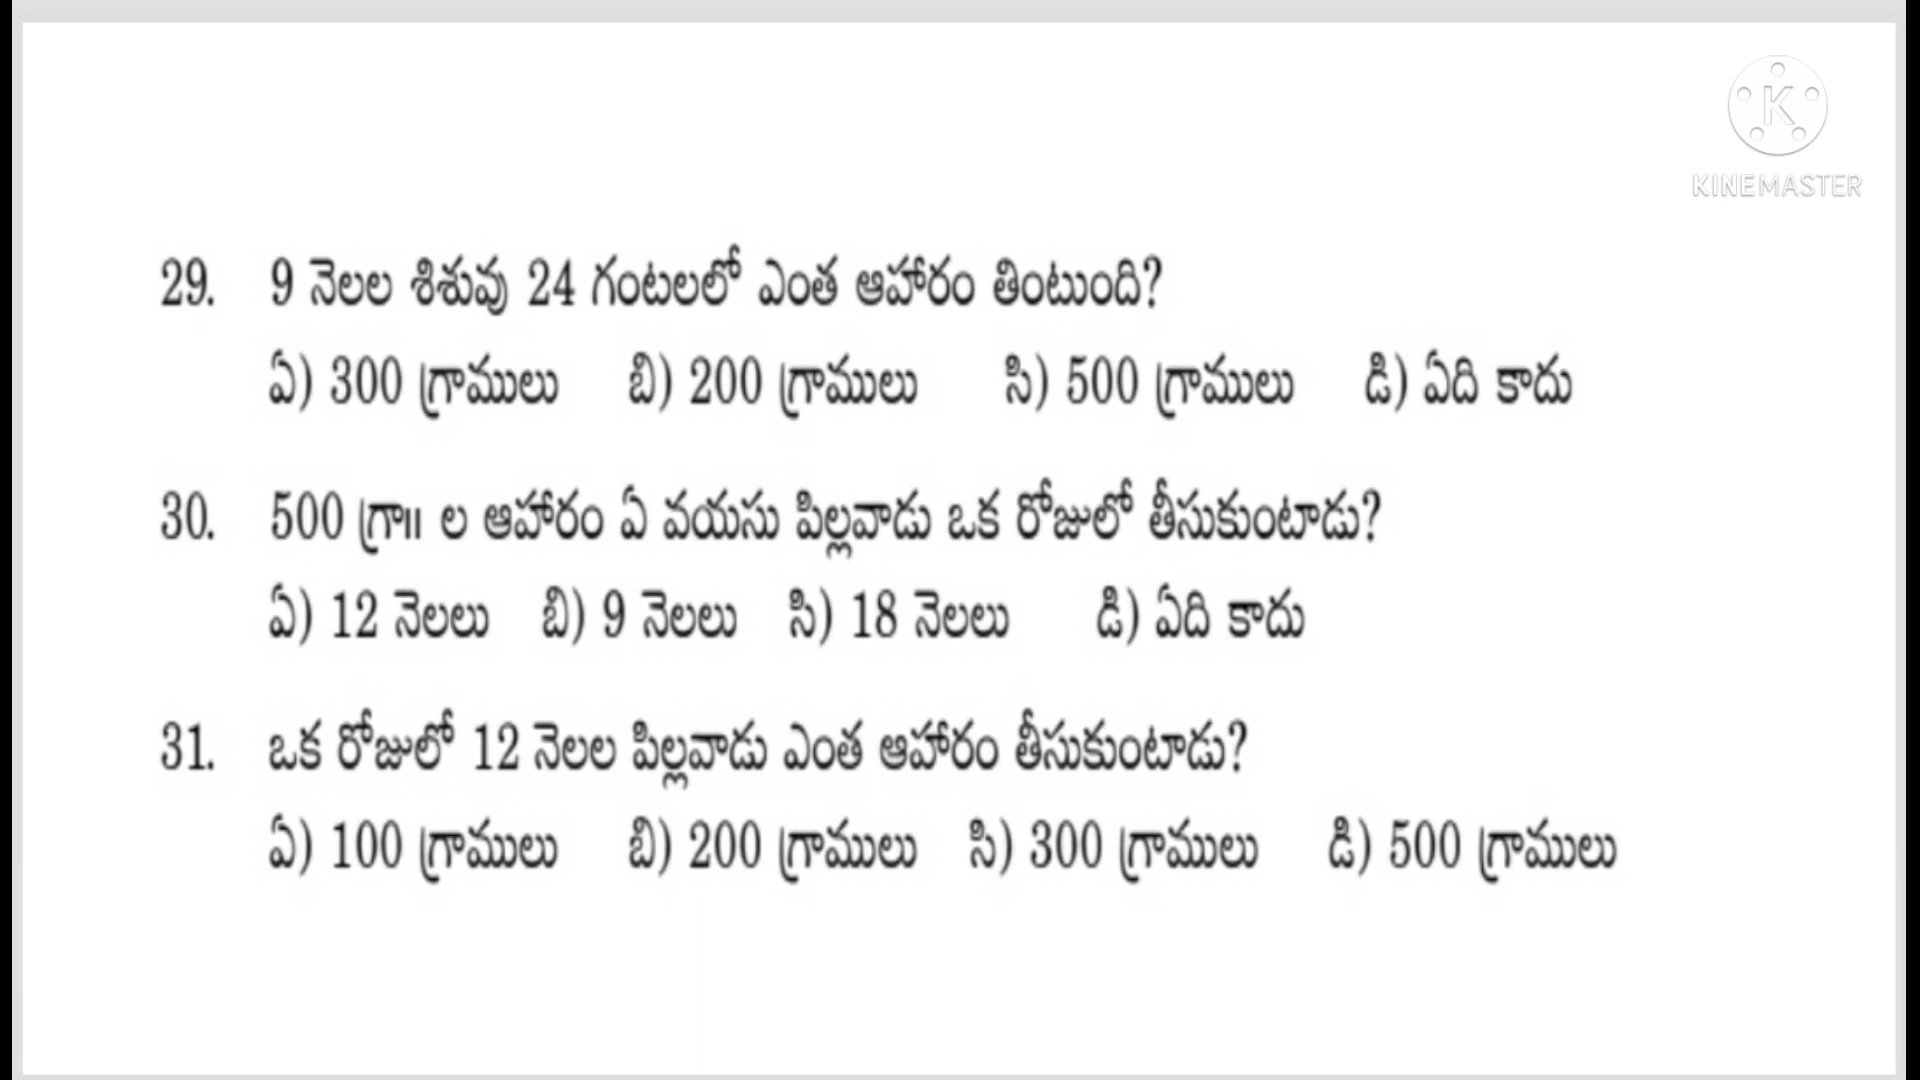 KINEMASTER
29. 9 నెలల శిశువు 24 గంటలలో ఎంత ఆహారం తింటుంది?
ఏ) 300 గ్రాములు బి) 200 గ్రాములు సి) 500 గ్రాములు డి) ఏది కాదు
30. 500 గ్రా॥ ల ఆహారం ఏ వయసు పిల్లవాడు ఒక రోజులో తీసుకుంటాడు?
ఏ) 12 నెలలు బి) 9 నెలలు సి) 18 నెలలు డి) ఏది కాదు
31. ఒక రోజులో 12 నెలల పిల్లవాడు ఎంత ఆహారం తీసుకుంటాడు?
ఏ) 100 గ్రాములు బి) 200 గ్రాములు సి) 300 గ్రాములు డి) 500 గ్రాములు